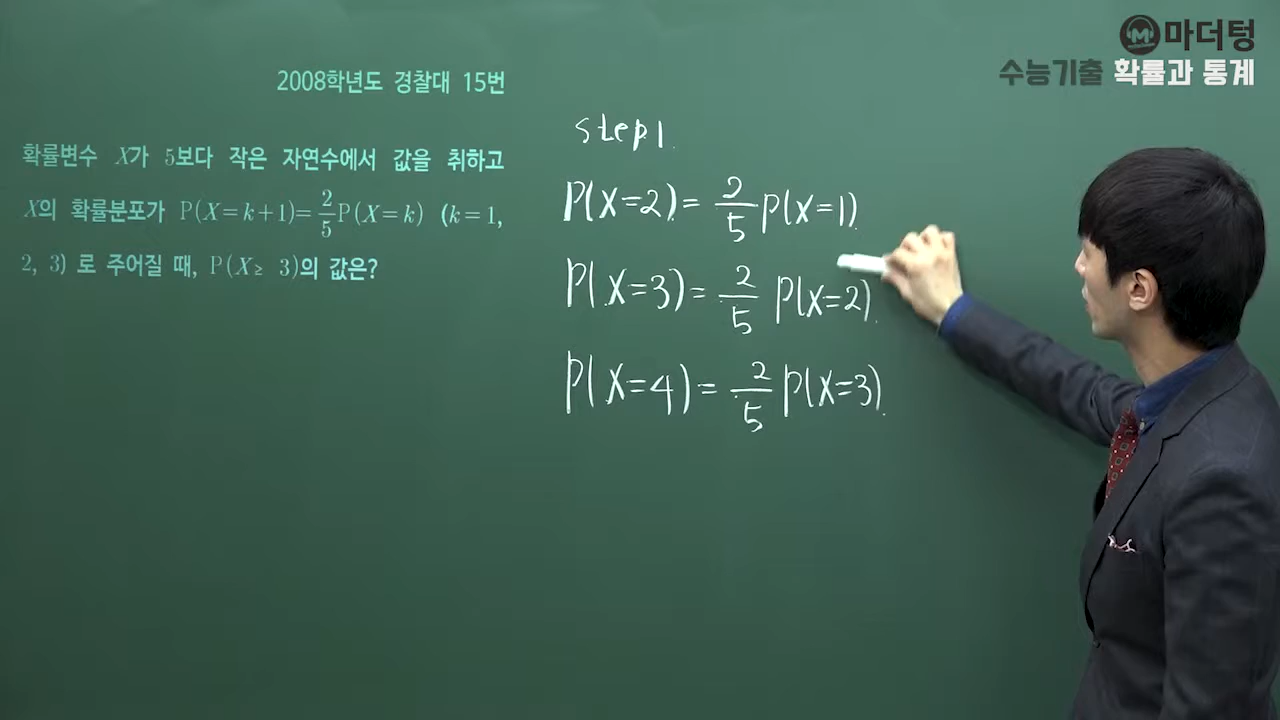 마더텅
수능기출 확률과 통계
2008학년도 경찰대 15번
확률변수 X가 5보다 작은 자연수에서 값을 취하고
X의 확률분포가 P(X=k+1)=2/5P(X=k) (k=1,
2, 3) 로 주어질 때, P(X≥ 3)의 값은?
step1.
P(X=2)=2/5P(X=1).
P(X=3)=2/5P(X=2).
P(X=4)=2/5P(X=3).